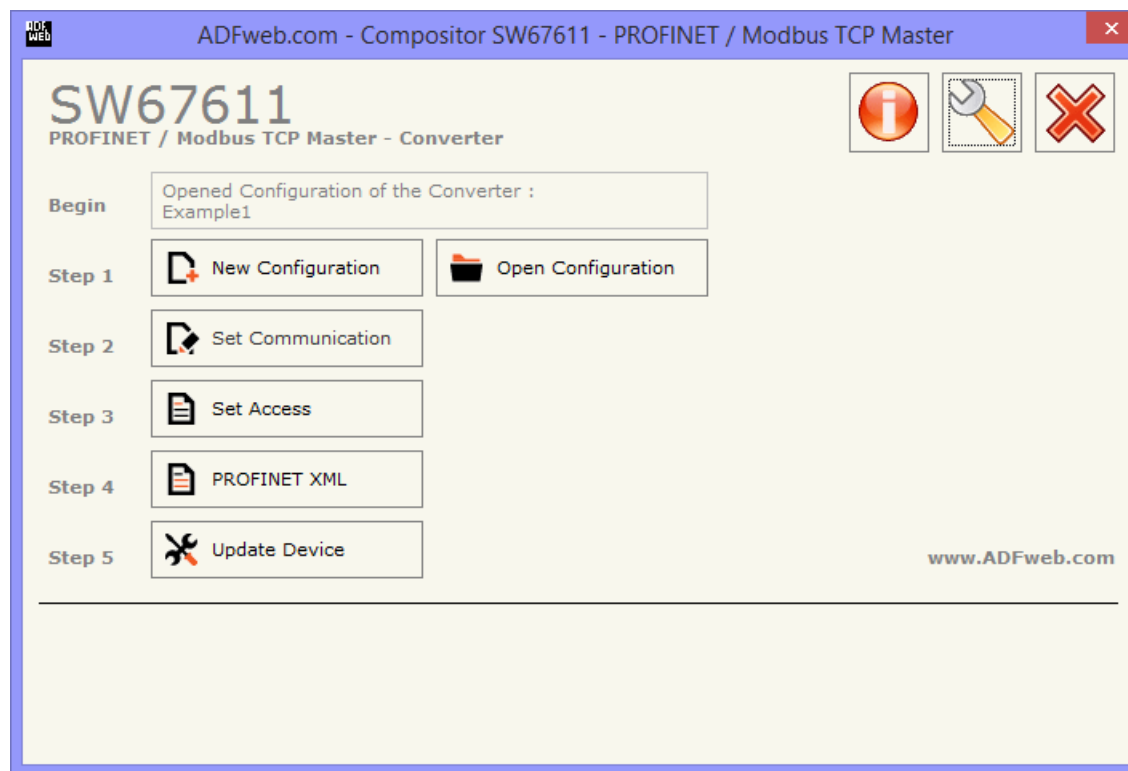 ADF
WEB
ADFweb.com - Compositor SW67611 - PROFINET / Modbus TCP Master
SW67611
PROFINET / Modbus TCP Master - Converter
Begin
Opened Configuration of the Converter :
Example1
Step 1
New Configuration
Open Configuration
Step 2
Set Communication
Step 3
Set Access
Step 4
PROFINET XML
Step 5
Update Device
www.ADFweb.com